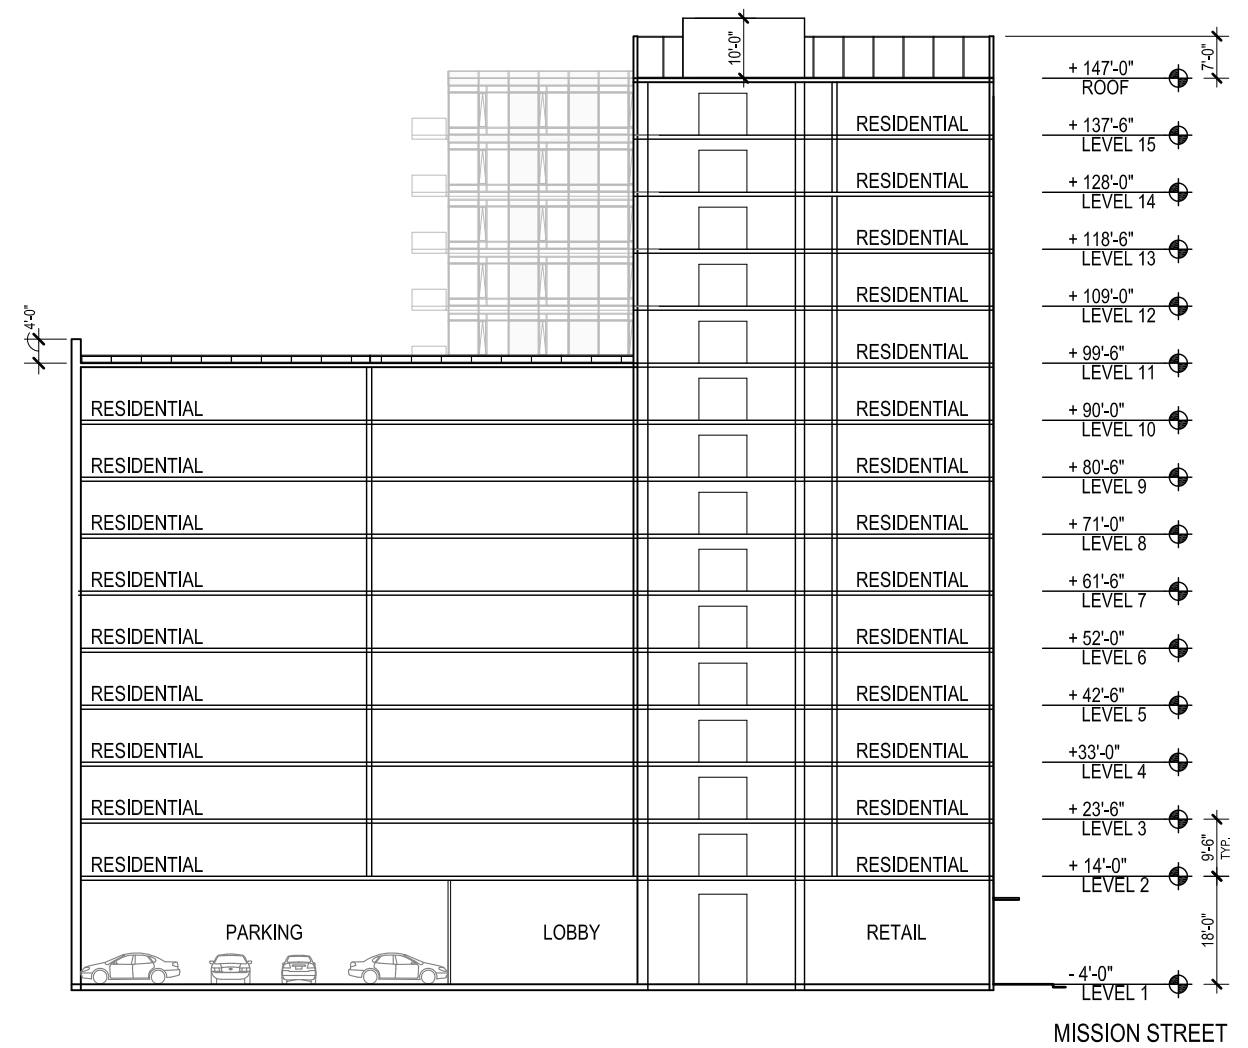 10'-0"
7'-0"
+ 147'-0"
ROOF
RESIDENTIAL
+ 137'-6"
LEVEL 15
RESIDENTIAL
+ 128'-0"
LEVEL 14
RESIDENTIAL
+ 118'-6"
LEVEL 13
RESIDENTIAL
+ 109'-0"
LEVEL 12
4'-0"
RESIDENTIAL
+ 99'-6"
LEVEL 11
RESIDENTIAL RESIDENTIAL
+ 90'-0"
LEVEL 10
RESIDENTIAL RESIDENTIAL
+ 80'-6"
LEVEL 9
RESIDENTIAL RESIDENTIAL
+ 71'-0"
LEVEL 8
RESIDENTIAL RESIDENTIAL
+ 61'-6"
LEVEL 7
RESIDENTIAL RESIDENTIAL
+ 52'-0"
LEVEL 6
RESIDENTIAL RESIDENTIAL
+ 42'-6"
LEVEL 5
RESIDENTIAL RESIDENTIAL
+33'-0"
LEVEL 4
RESIDENTIAL RESIDENTIAL
+ 23'-6"
LEVEL 3
9'-6"
TYP.
RESIDENTIAL RESIDENTIAL
+ 14'-0"
LEVEL 2
PARKING LOBBY RETAIL
18'-0"
- 4'-0"
LEVEL 1
MISSION STREET